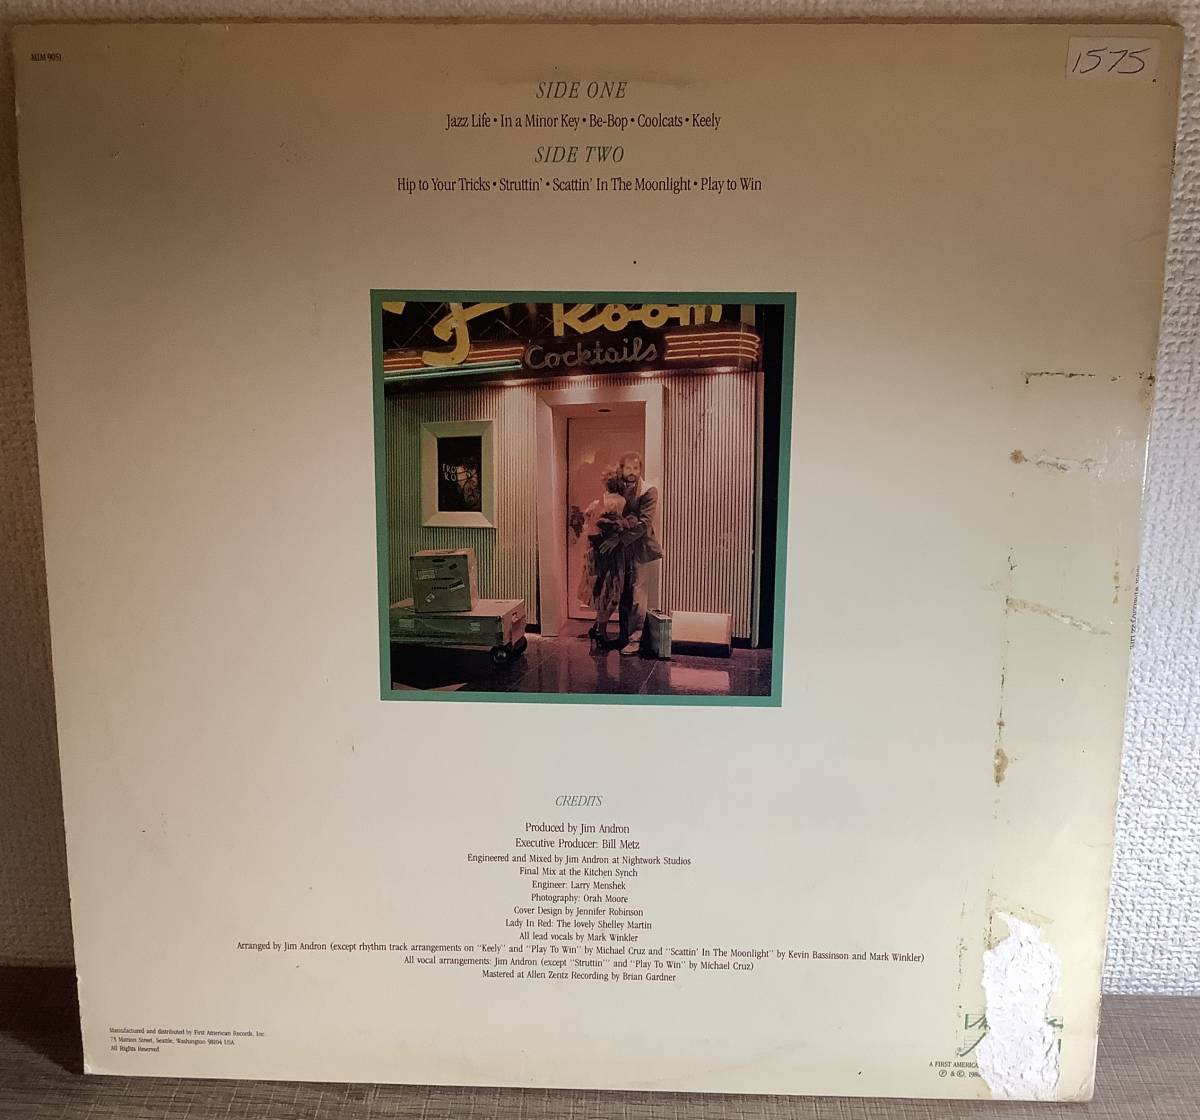 MIM 9051
1575
SIDE ONE
Jazz Life • In a Minor Key • Be-Bop • Coolcats • Keely
SIDE TWO
Hip to Your Tricks • Struttin' • Scattin' In The Moonlight • Play to Win
Room
Cocktails
CREDITS
Produced by Jim Andron
Executive Producer: Bill Metz
Engineered and Mixed by Jim Andron at Nightwork Studios
Final Mix at the Kitchen Synch
Engineer: Larry Menshek
Photography: Orah Moore
Cover Design by Jennifer Robinson
Lady In Red: The lovely Shelley Martin
All lead vocals by Mark Winkler
Arranged by Jim Andron (except rhythm track arrangements on "Keely" and "Play To Win" by Michael Cruz and "Scattin' In The Moonlight" by Kevin Bassinson and Mark Winkler)
All vocal arrangements: Jim Andron (except "Struttin'" and "Play To Win" by Michael Cruz)
Mastered at Allen Zentz Recording by Brian Gardner
Manufactured and distributed by First American Records, Inc.
73 Marion Street, Seattle, Washington 98104 USA
All Rights Reserved
A FIRST AMERICA
℗ & ©, 198